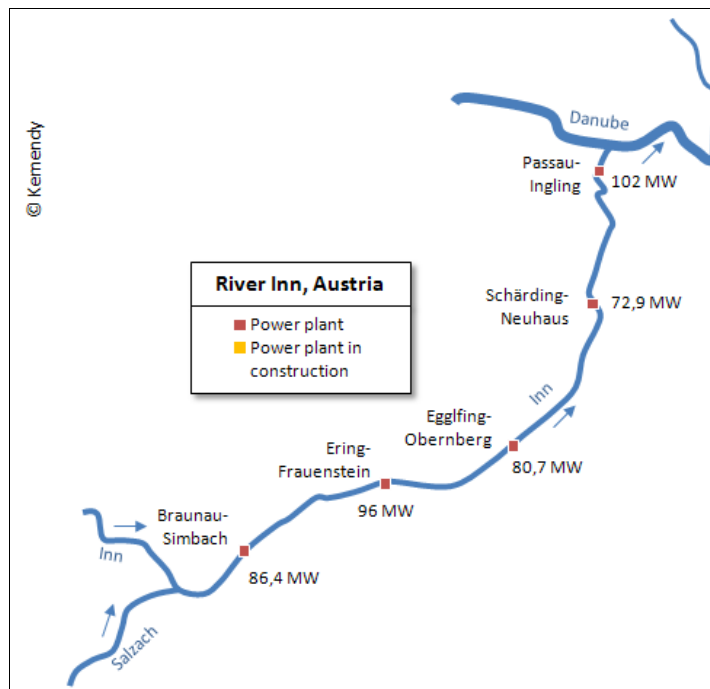 © Kemendy
Danube
Passau-
Ingling
102 MW
River Inn, Austria
Power plant
Power plant in
construction
Schärding-
Neuhaus
72,9 MW
Inn
Egglfing-
Obernberg
80,7 MW
Ering-
Frauenstein
96 MW
Braunau-
Simbach
86,4 MW
Inn
Salzach